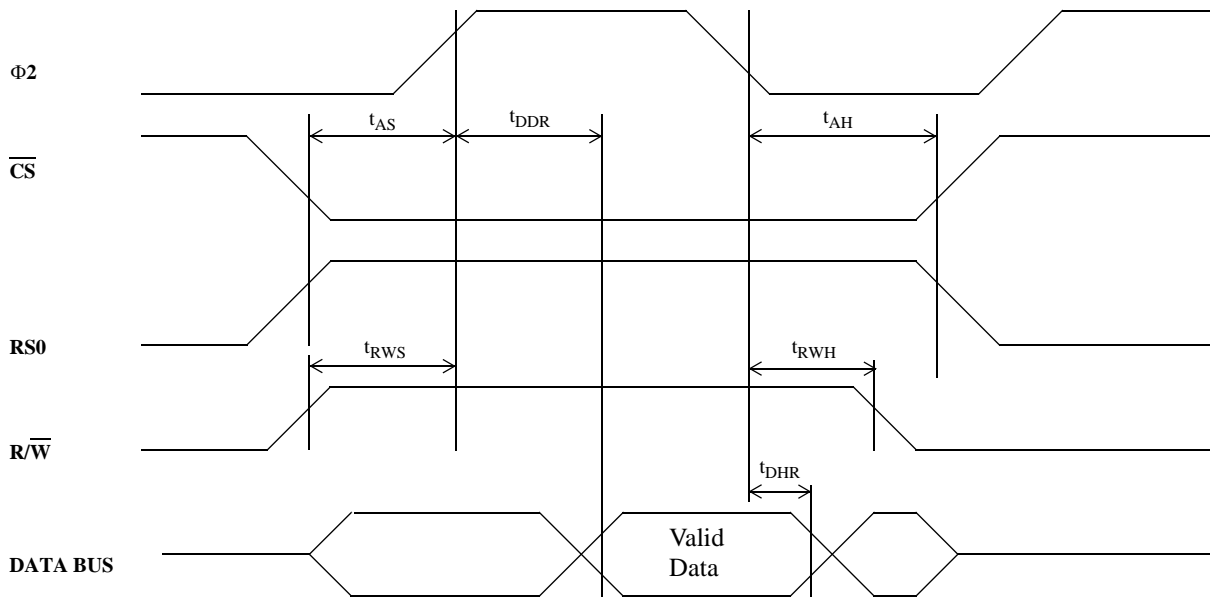 Φ2
t_AS
t_DDR
t_AH
CS
RS0
t_RWS
t_RWH
R/W
t_DHR
Valid
Data
DATA BUS